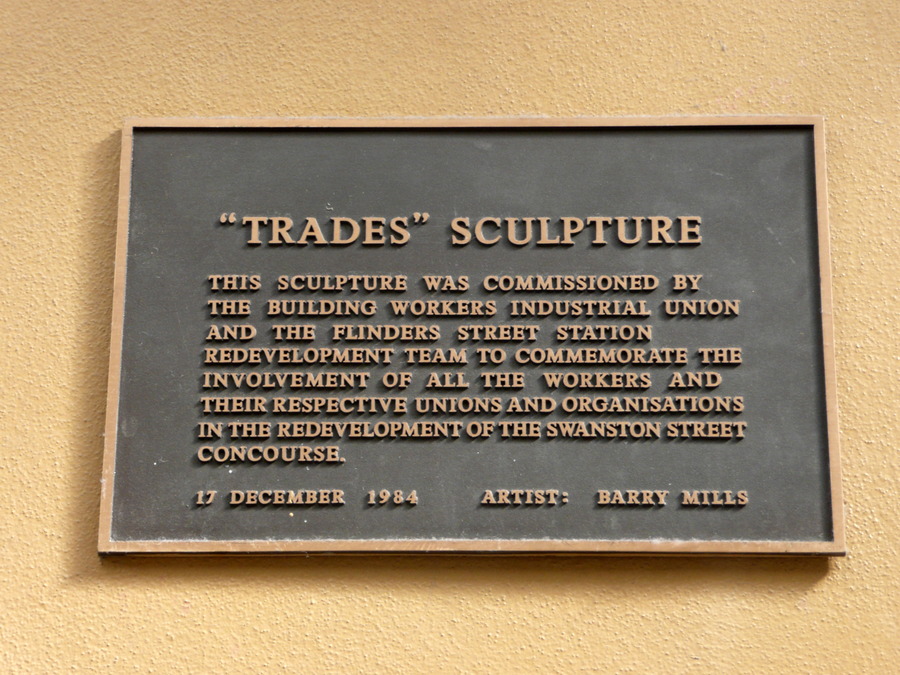 “TRADES” SCULPTURE
THIS SCULPTURE WAS COMMISSIONED BY
THE BUILDING WORKERS INDUSTRIAL UNION
AND THE FLINDERS STREET STATION
REDEVELOPMENT TEAM TO COMMEMORATE THE
INVOLVEMENT OF ALL THE WORKERS AND
THEIR RESPECTIVE UNIONS AND ORGANISATIONS
IN THE REDEVELOPMENT OF THE SWANSTON STREET
CONCOURSE.
17 DECEMBER 1984 ARTIST: BARRY MILLS